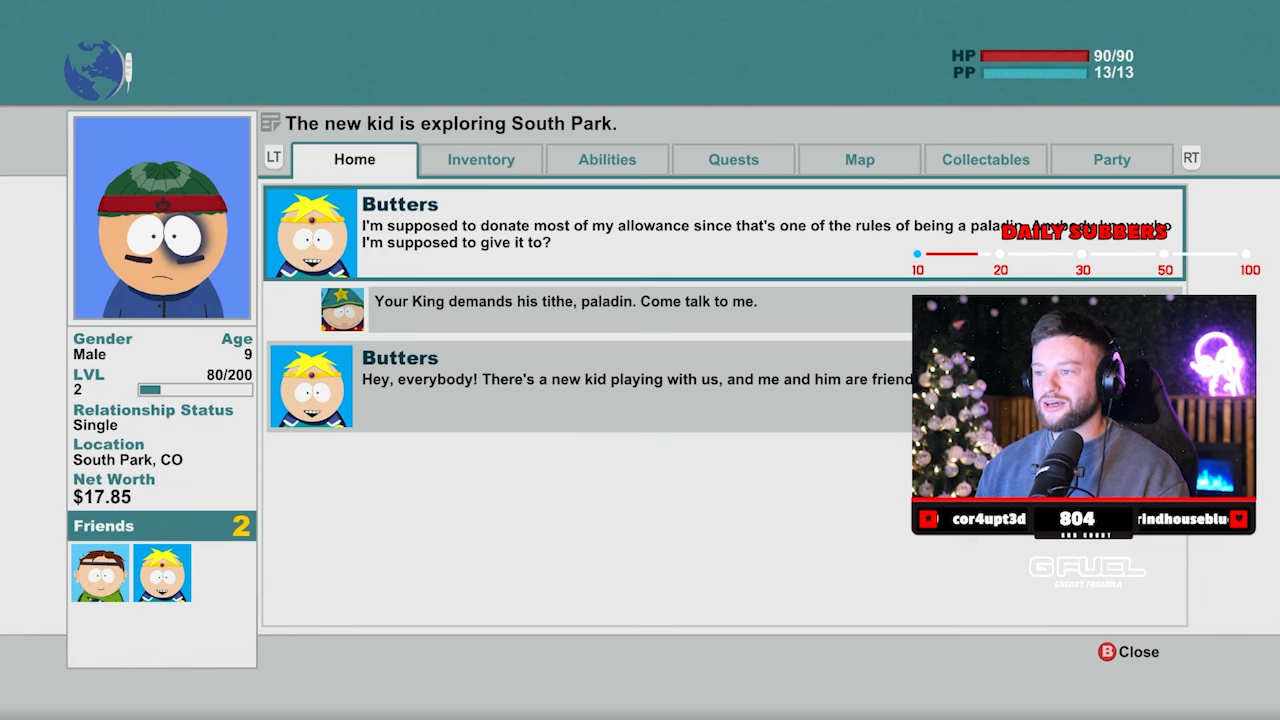 HP 90/90
PP 13/13
The new kid is exploring South Park.
LT Home Inventory Abilities Quests Map Collectables Party RT
Butters
I'm supposed to donate most of my allowance since that's one of the rules of being a
I'm supposed to give it to?
DAILY SUBBERS
10 20 30 50 100
Your King demands his tithe, paladin. Come talk to me.
Butters
Hey, everybody! There's a new kid playing with us, and me and him are friend
Gender Age
Male 9
LVL 80/200
2
Relationship Status
Single
Location
South Park, CO
Net Worth
$17.85
Friends 2
cor4upt3d 804 rindhouseblu
SUB COUNT
G FUEL
ENERGY FORMULA
B Close